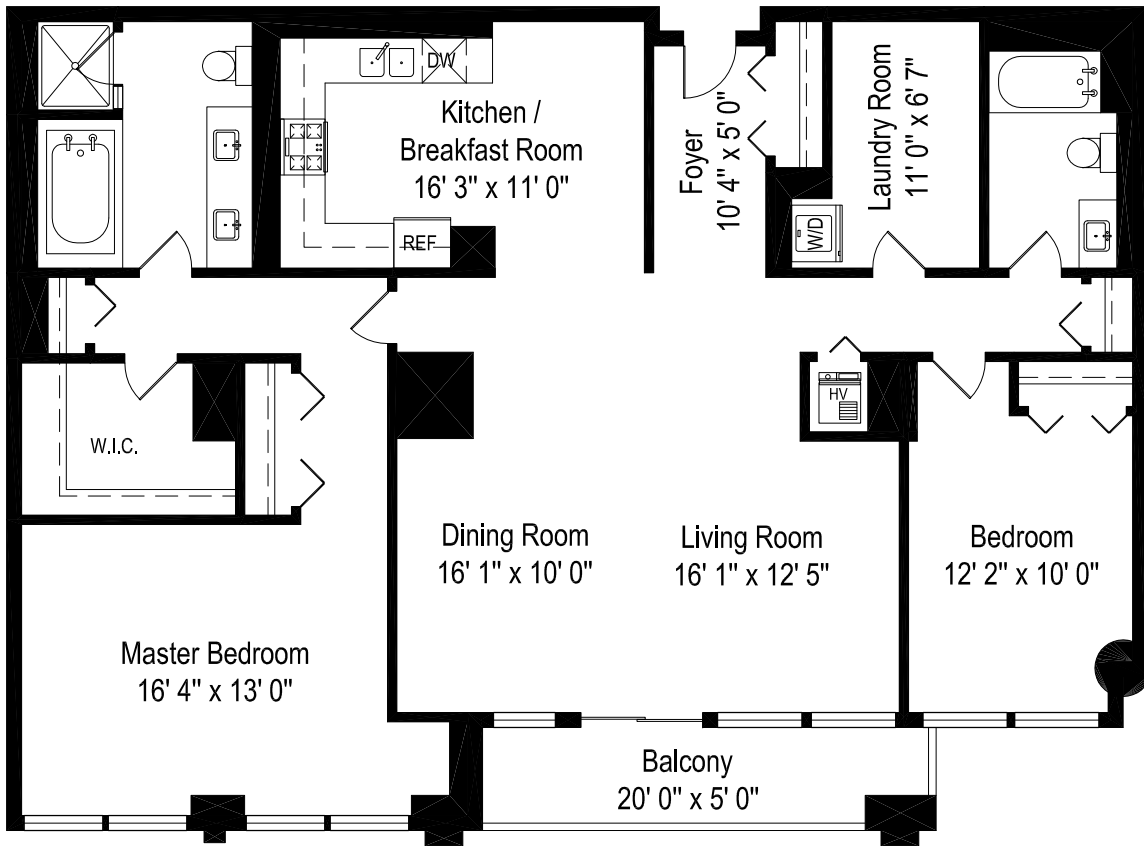 DW
Kitchen /
Breakfast Room
16' 3" x 11' 0"
REF
Foyer
10' 4" x 5' 0"
Laundry Room
11' 0" x 6' 7"
W/D
HV
W.I.C.
Dining Room
16' 1" x 10' 0"
Living Room
16' 1" x 12' 5"
Bedroom
12' 2" x 10' 0"
Master Bedroom
16' 4" x 13' 0"
Balcony
20' 0" x 5' 0"